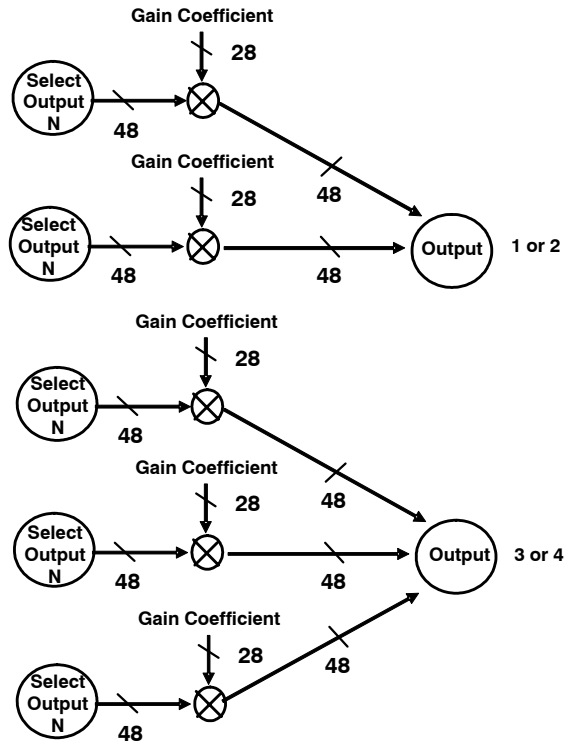 Gain Coefficient
28
Select
Output
N
48
Gain Coefficient
28
48
Select
Output
N
48
48
Output
1 or 2
Gain Coefficient
28
Select
Output
N
48
Gain Coefficient
28
48
Select
Output
N
48
48
Output
3 or 4
Gain Coefficient
28
48
Select
Output
N
48